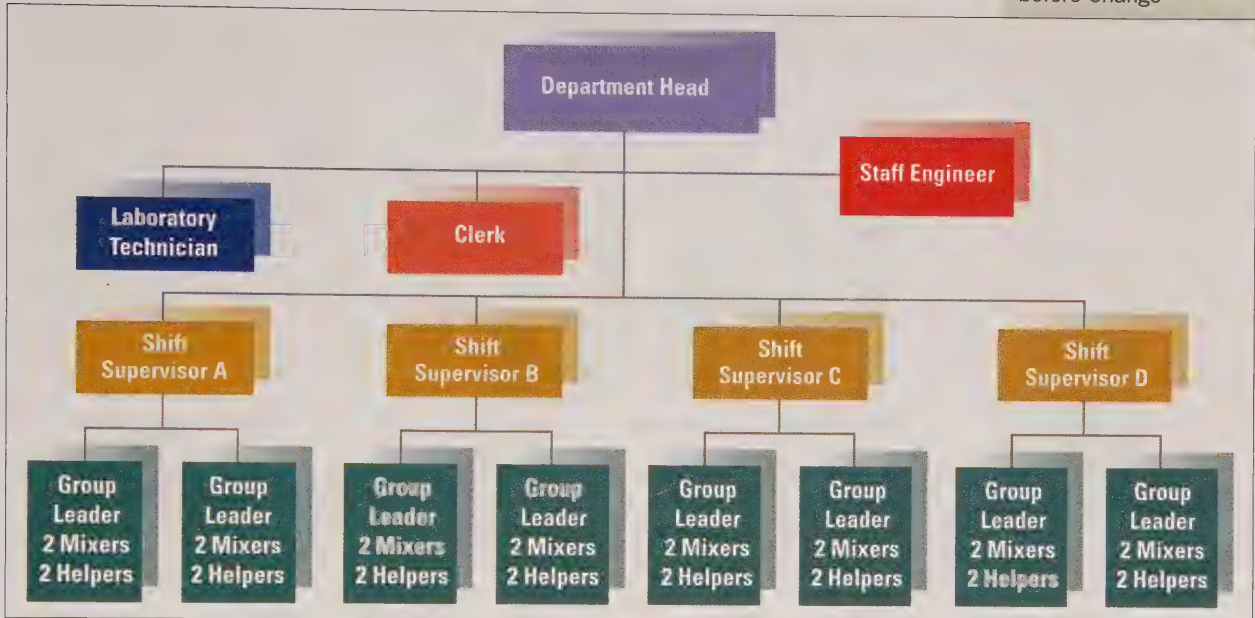 before Change
Department Head
Staff Engineer
Laboratory
Technician
Clerk
Shift
Supervisor A
Shift
Supervisor B
Shift
Supervisor C
Shift
Supervisor D
Group
Leader
2 Mixers
2 Helpers
Group
Leader
2 Mixers
2 Helpers
Group
Leader
2 Mixers
2 Helpers
Group
Leader
2 Mixers
2 Helpers
Group
Leader
2 Mixers
2 Helpers
Group
Leader
2 Mixers
2 Helpers
Group
Leader
2 Mixers
2 Helpers
Group
Leader
2 Mixers
2 Helpers